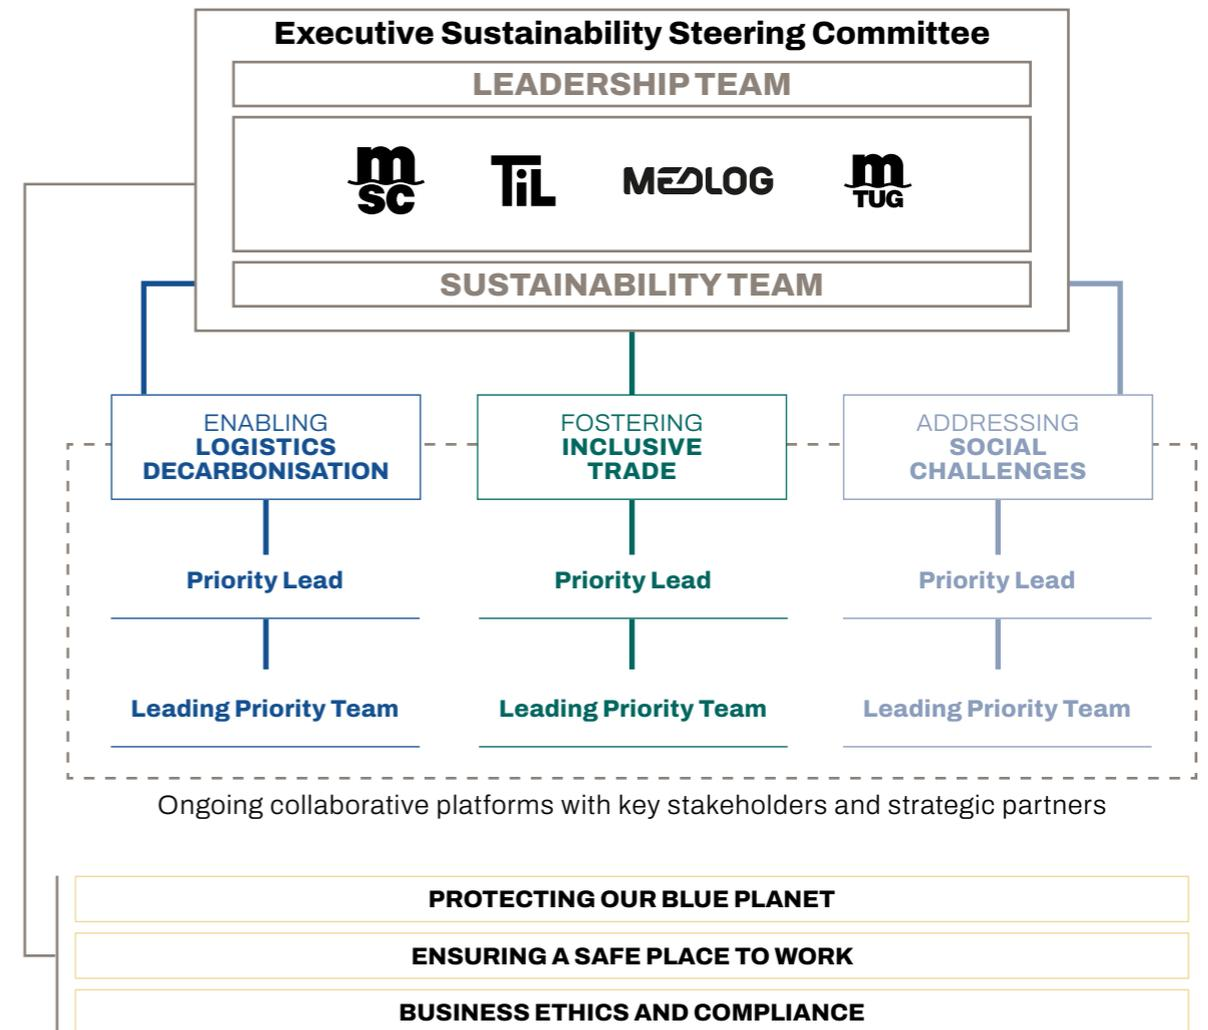 Executive Sustainability Steering Committee
LEADERSHIP TEAM
m SC
TiL
MEDLOG
m TUG
SUSTAINABILITY TEAM
ENABLING
LOGISTICS
DECARBONISATION
FOSTERING
INCLUSIVE
TRADE
ADDRESSING
SOCIAL
CHALLENGES
Priority Lead
Priority Lead
Priority Lead
Leading Priority Team
Leading Priority Team
Leading Priority Team
Ongoing collaborative platforms with key stakeholders and strategic partners
PROTECTING OUR BLUE PLANET
ENSURING A SAFE PLACE TO WORK
BUSINESS ETHICS AND COMPLIANCE